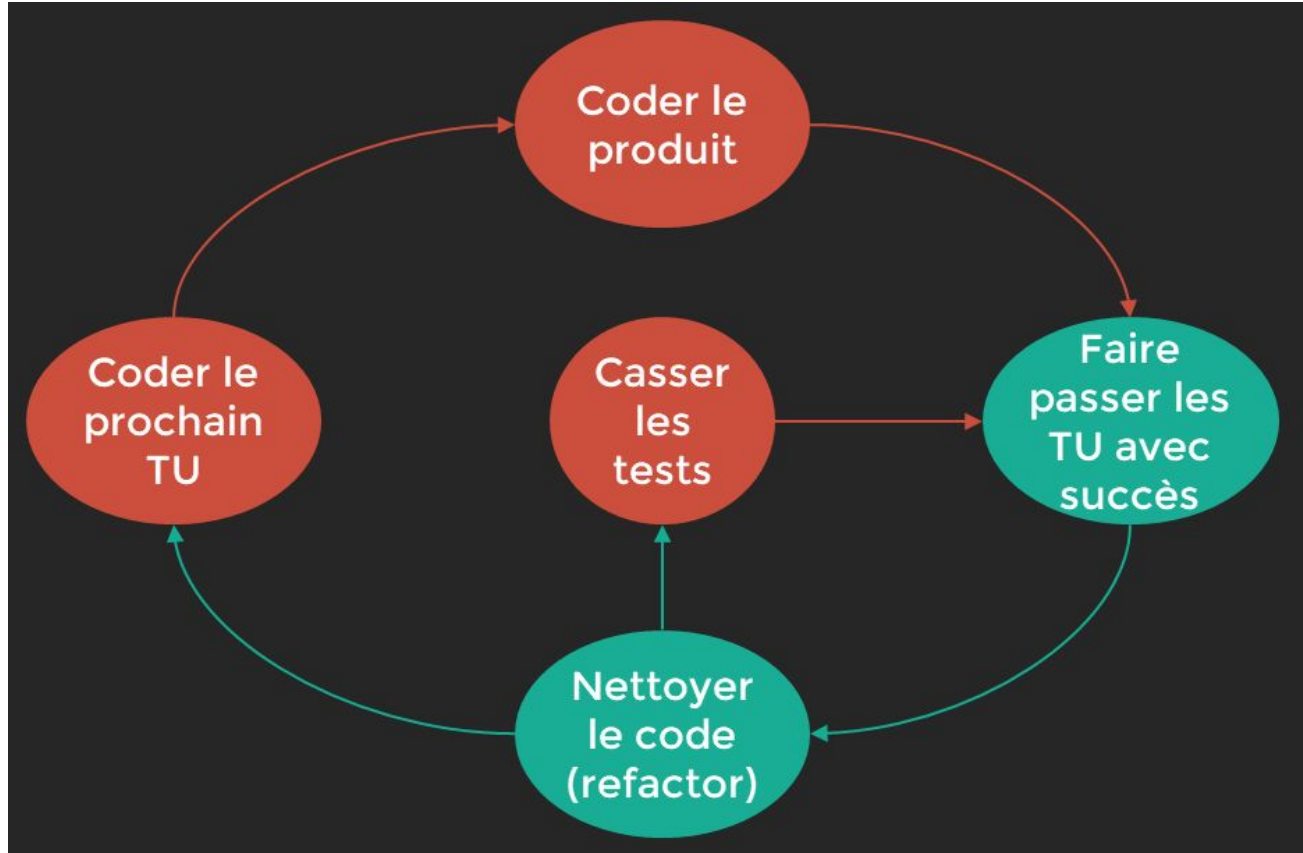 Coder le
produit
Coder le
prochain
TU
Casser
les
tests
Faire
passer les
TU avec
succès
Nettoyer
le code
(refactor)